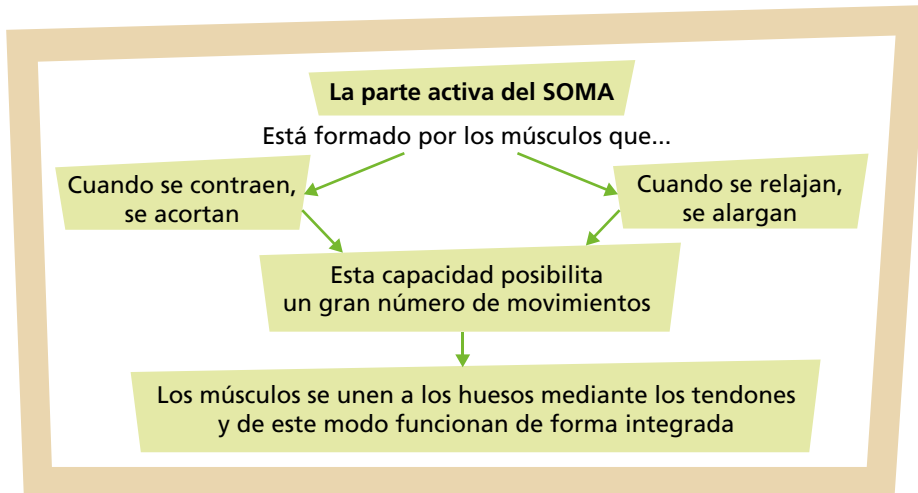 La parte activa del SOMA
Está formado por los músculos que...
Cuando se contraen,
se acortan
Cuando se relajan,
se alargan
Esta capacidad posibilita
un gran número de movimientos
Los músculos se unen a los huesos mediante los tendones
y de este modo funcionan de forma integrada